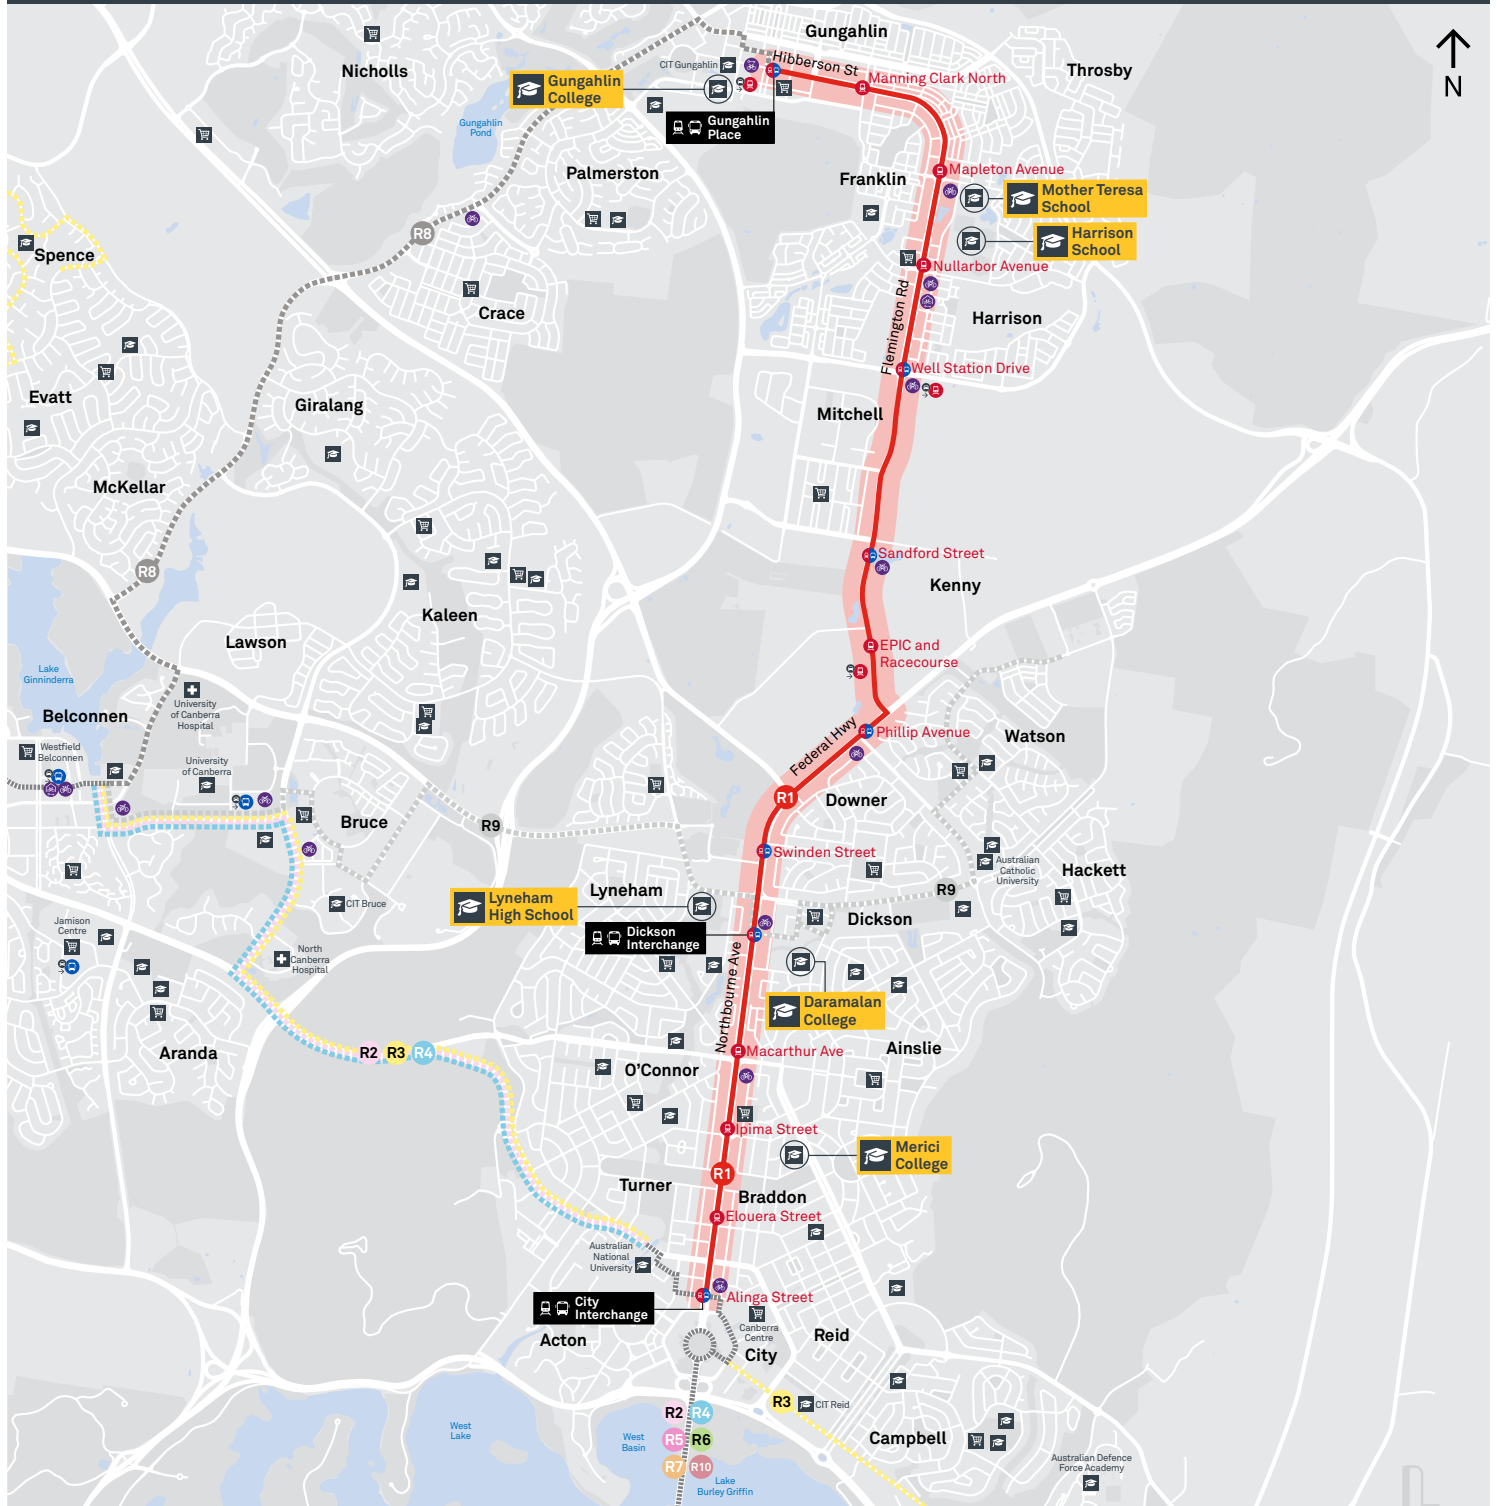 Gungahlin
Nicholls
CIT Gungahlin
Hibberson St
Manning Clark North
Throsby
N
Gungahlin
College
Gungahlin
Place
Gungahlin
Pond
Palmerston
Franklin
Mapleton Avenue
Mother Teresa
School
Harrison
School
R8
Spence
Nullarbor Avenue
Crace
Flemington Rd
Harrison
Well Station Drive
Evatt
Giralang
Mitchell
McKellar
Sandford Street
R8
Kenny
Kaleen
Lawson
EPIC and
Racecourse
Lake
Ginninderra
University
of Canberra
Hospital
Belconnen
Federal Hwy
Phillip Avenue
Watson
Westfield
Belconnen
University
of Canberra
R1
Downer
Bruce
R9
Swinden Street
Australian
Catholic
University
Hackett
Lyneham
High School
Lyneham
R9
CIT Bruce
Dickson
Jamison
Centre
Dickson
Interchange
North
Canberra
Hospital
Northbourne Ave
Daramalan
College
Aranda
R2
R3
R4
Macarthur Ave
Ainslie
O'Connor
Ipima Street
Merici
College
R1
Turner
Braddon
Elouera Street
Australian
National
University
Alinga Street
City
Interchange
Canberra
Centre
Acton
Reid
City
R3
CIT Reid
R2
R4
West
Lake
West
Basin
R5
R6
Campbell
R7
R10
Lake
Burley Griffin
Australian Defence
Force Academy